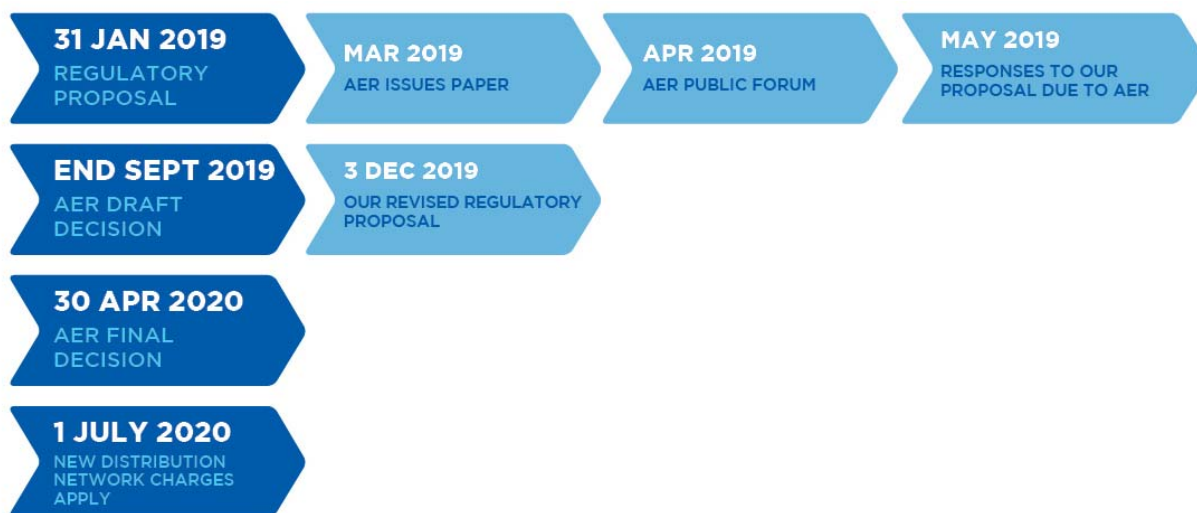 31 JAN 2019
REGULATORY
PROPOSAL
MAR 2019
AER ISSUES PAPER
APR 2019
AER PUBLIC FORUM
MAY 2019
RESPONSES TO OUR
PROPOSAL DUE TO AER
END SEPT 2019
AER DRAFT
DECISION
3 DEC 2019
OUR REVISED REGULATORY
PROPOSAL
30 APR 2020
AER FINAL
DECISION
1 JULY 2020
NEW DISTRIBUTION
NETWORK CHARGES
APPLY